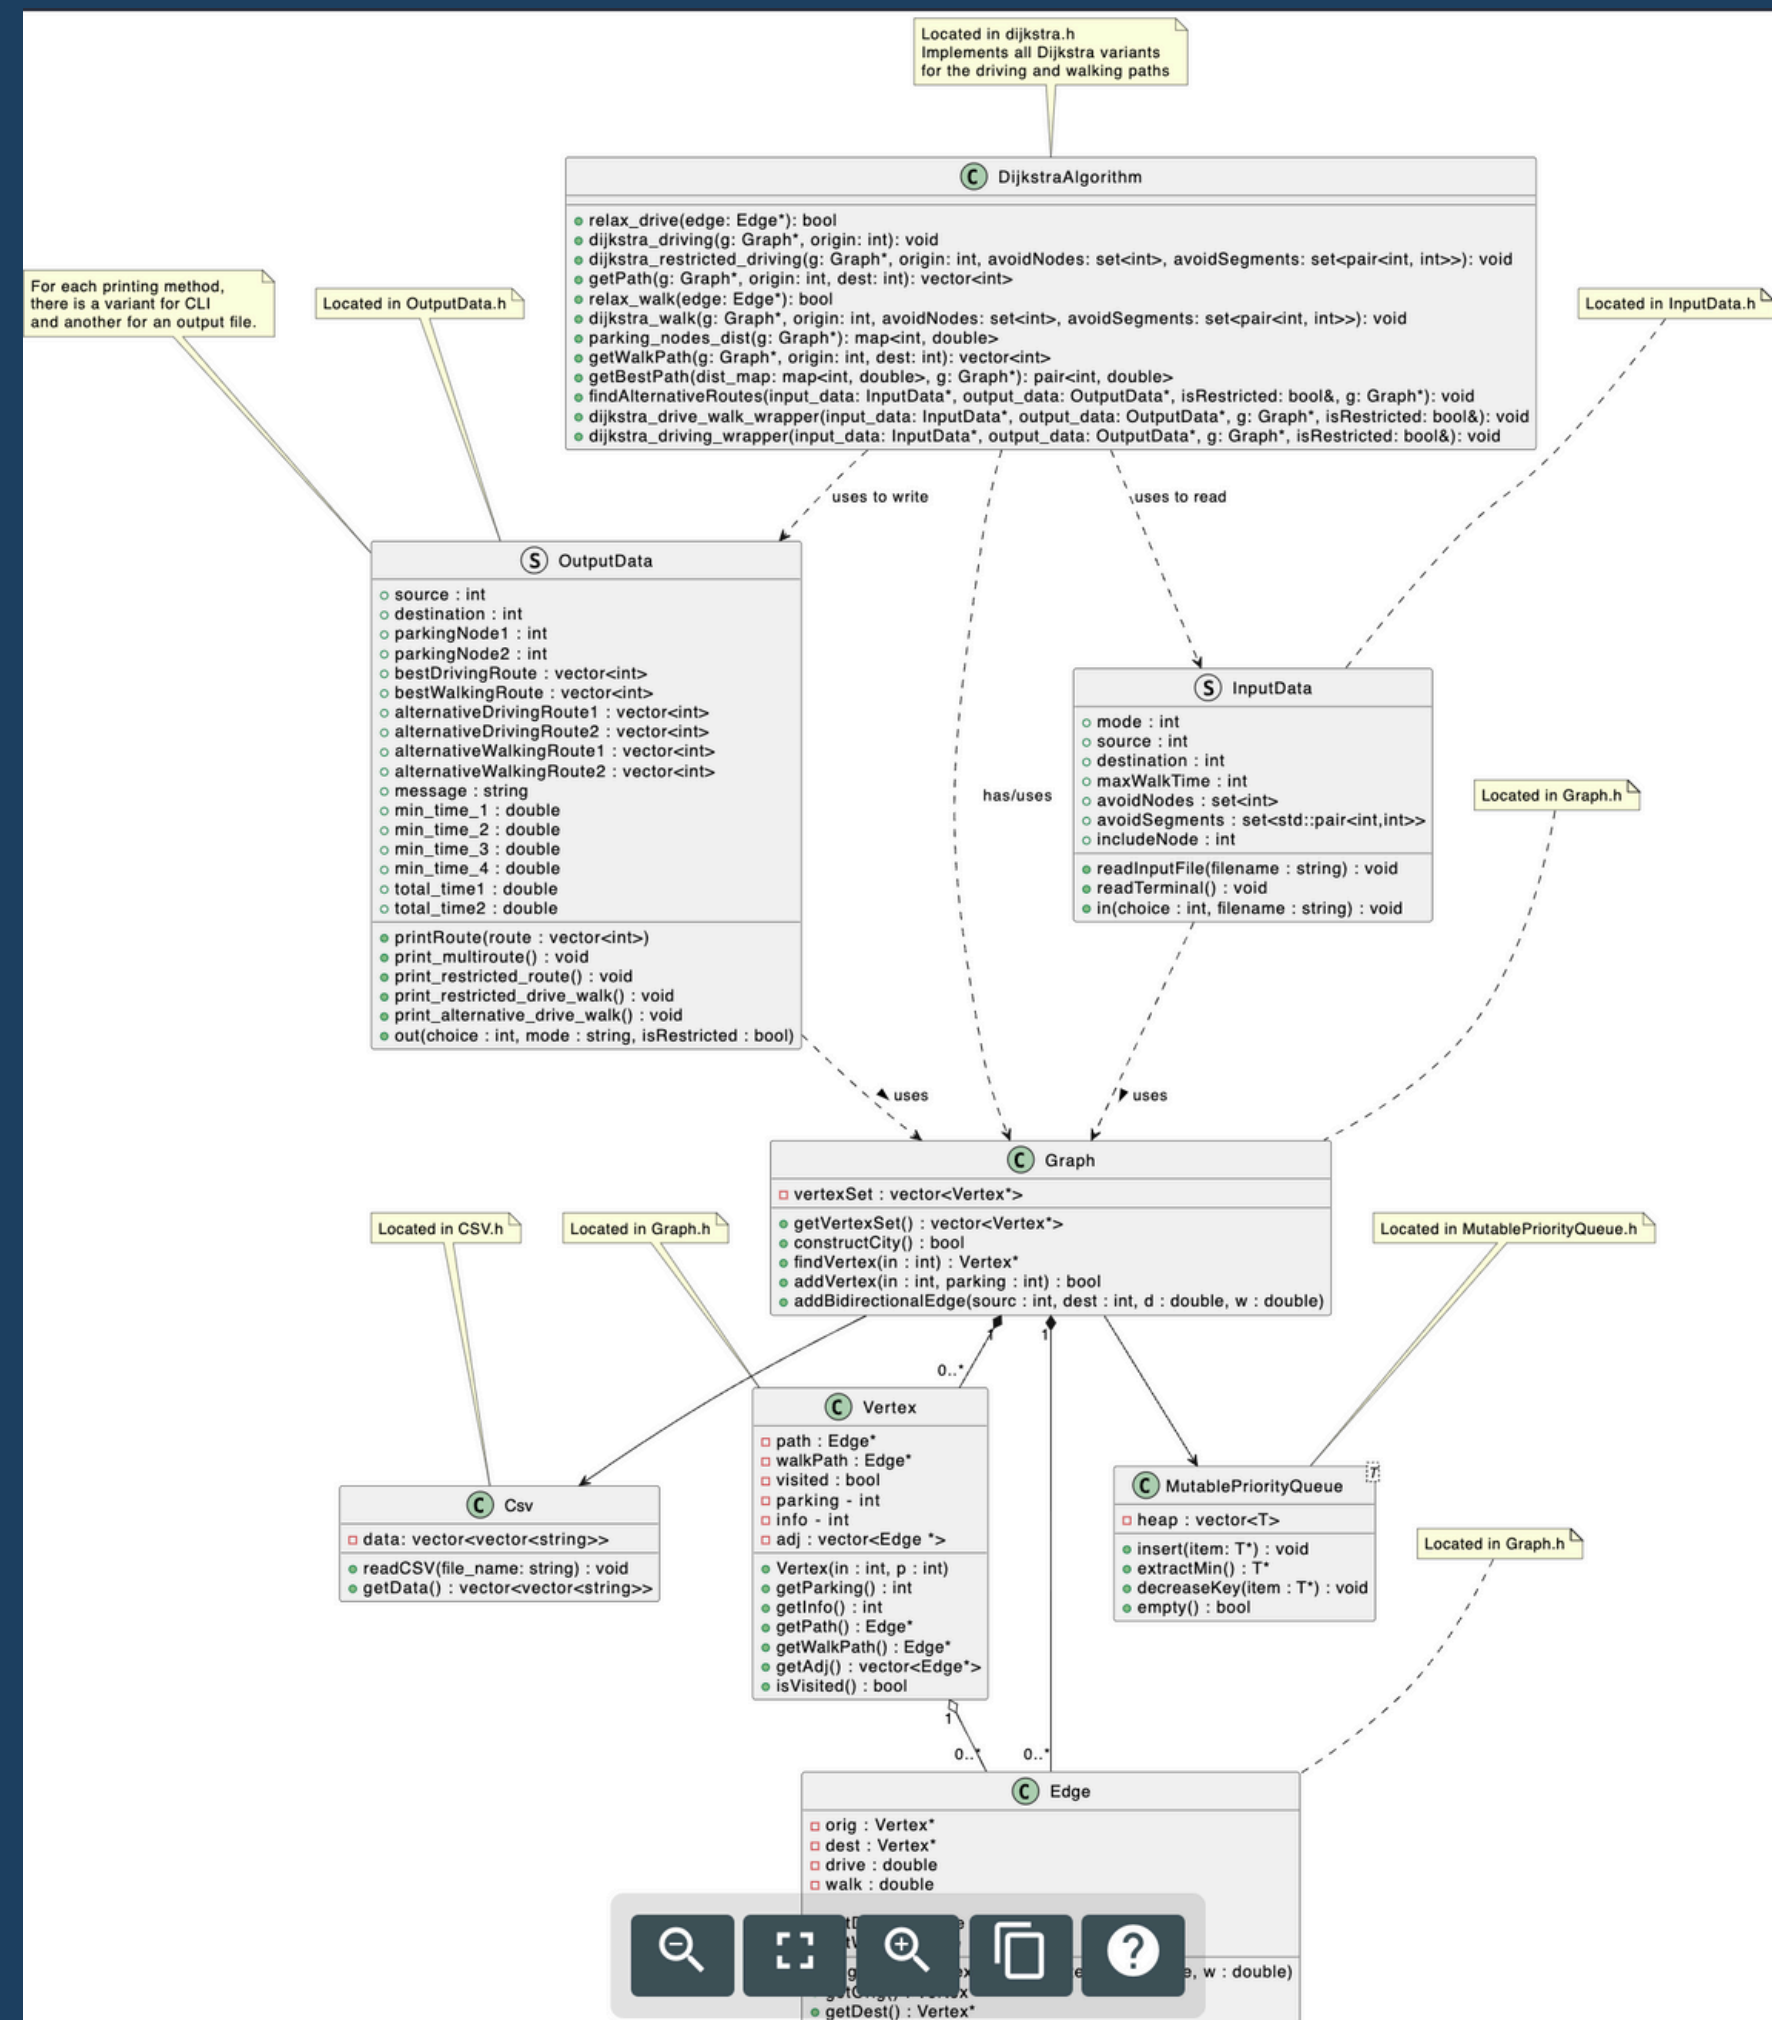 Located in dijkstra.h
Implements all Dijkstra variants
for the driving and walking paths
C DijkstraAlgorithm
relax_drive(edge: Edge*): bool
dijkstra_driving(g: Graph*, origin: int): void
dijkstra_restricted_driving(g: Graph*, origin: int, avoidNodes: set<int>, avoidSegments: set<pair<int, int>>): void
getPath(g: Graph*, origin: int, dest: int): vector<int>
relax_walk(edge: Edge*): bool
dijkstra_walk(g: Graph*, origin: int, avoidNodes: set<int>, avoidSegments: set<pair<int, int>>): void
parking_nodes_dist(g: Graph*): map<int, double>
getWalkPath(g: Graph*, origin: int, dest: int): vector<int>
getBestPath(dist_map: map<int, double>, g: Graph*): pair<int, double>
findAlternativeRoutes(input_data: InputData*, output_data: OutputData*, isRestricted: bool&, g: Graph*): void
dijkstra_drive_walk_wrapper(input_data: InputData*, output_data: OutputData*, g: Graph*, isRestricted: bool&): void
dijkstra_driving_wrapper(input_data: InputData*, output_data: OutputData*, g: Graph*, isRestricted: bool&): void
For each printing method,
there is a variant for CLI
and another for an output file.
Located in OutputData.h
Located in InputData.h
uses to write
uses to read
S OutputData
source : int
destination : int
parkingNode1 : int
parkingNode2 : int
bestDrivingRoute : vector<int>
bestWalkingRoute : vector<int>
alternativeDrivingRoute1 : vector<int>
alternativeDrivingRoute2 : vector<int>
alternativeWalkingRoute1 : vector<int>
alternativeWalkingRoute2 : vector<int>
message : string
min_time_1 : double
min_time_2 : double
min_time_3 : double
min_time_4 : double
total_time1 : double
total_time2 : double
printRoute(route : vector<int>)
print_multiroute() : void
print_restricted_route() : void
print_restricted_drive_walk() : void
print_alternative_drive_walk() : void
out(choice : int, mode : string, isRestricted : bool)
has/uses
S InputData
mode : int
source : int
destination : int
maxWalkTime : int
avoidNodes : set<int>
avoidSegments : set<std::pair<int,int>>
includeNode : int
readInputFile(filename : string) : void
readTerminal() : void
in(choice : int, filename : string) : void
Located in Graph.h
uses
uses
C Graph
vertexSet : vector<Vertex*>
getVertexSet() : vector<Vertex*>
constructCity() : bool
findVertex(in : int) : Vertex*
addVertex(in : int, parking : int) : bool
addBidirectionalEdge(sourc : int, dest : int, d : double, w : double)
Located in CSV.h
Located in Graph.h
Located in MutablePriorityQueue.h
1
1
0..*
C Vertex
path : Edge*
walkPath : Edge*
visited : bool
parking - int
info - int
adj : vector<Edge *>
Vertex(in : int, p : int)
getParking() : int
getInfo() : int
getPath() : Edge*
getWalkPath() : Edge*
getAdj() : vector<Edge*>
isVisited() : bool
C Csv
data: vector<vector<string>>
readCSV(file_name: string) : void
getData() : vector<vector<string>>
C MutablePriorityQueue
T
heap : vector<T>
insert(item: T*) : void
extractMin() : T*
decreaseKey(item : T*) : void
empty() : bool
Located in Graph.h
1
0..*
0..*
C Edge
orig : Vertex*
dest : Vertex*
drive : double
walk : double
w : double)
getDest() : Vertex*